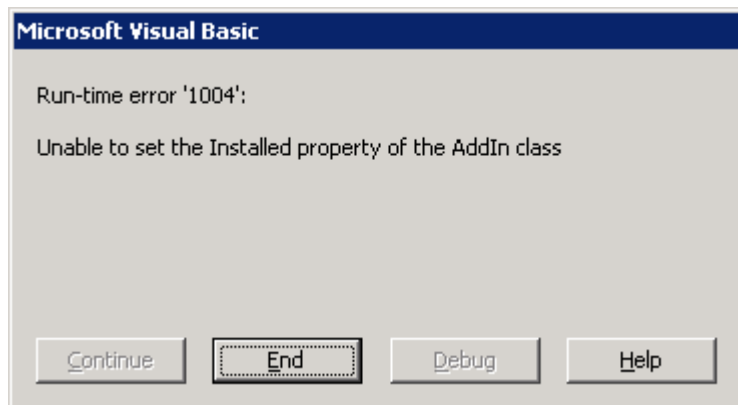 Microsoft Visual Basic
Run-time error '1004':
Unable to set the Installed property of the AddIn class
Continue End Debug Help